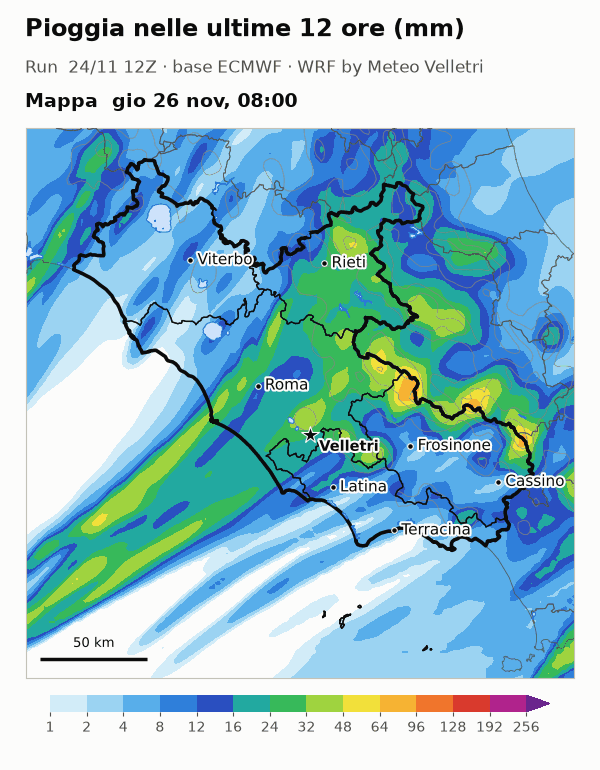 Pioggia nelle ultime 12 ore (mm)
Run 24/11 12Z · base ECMWF · WRF by Meteo Velletri
Mappa gio 26 nov, 08:00
Viterbo
Rieti
Roma
Velletri
Frosinone
Cassino
Latina
Terracina
50 km
1 2 4 8 12 16 24 32 48 64 96 128 192 256